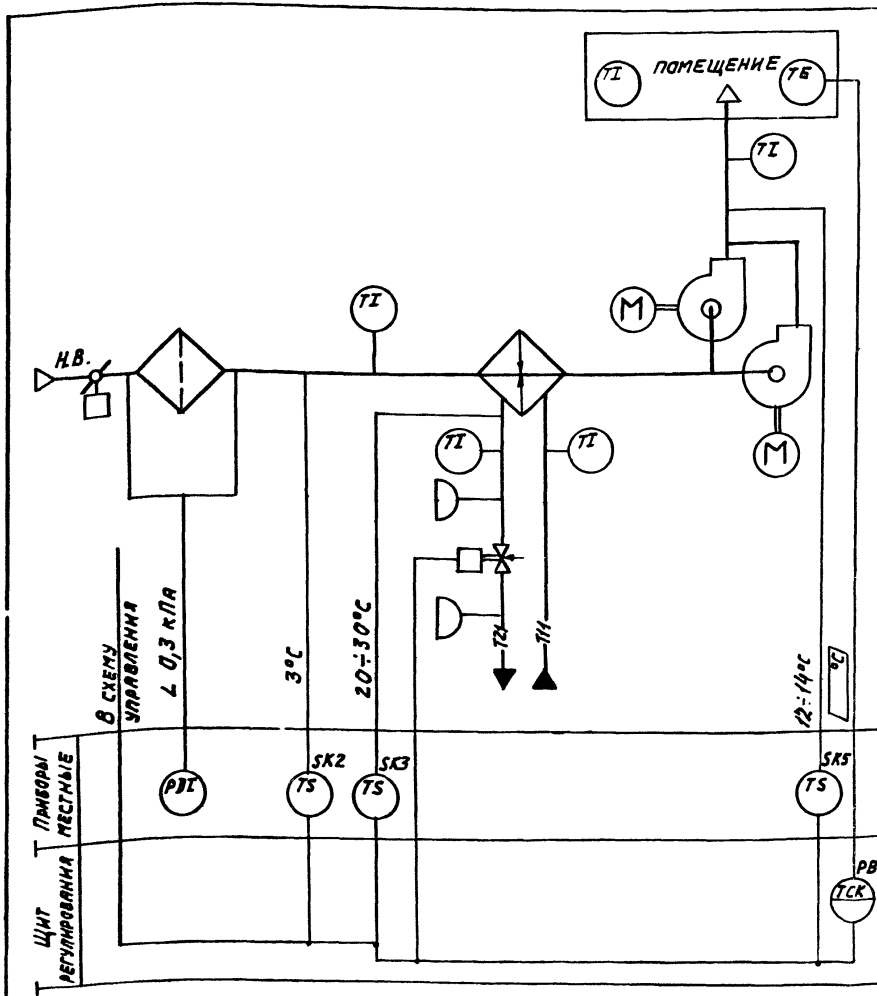 TI
ПОМЕЩЕНИЕ
TE
TI
M
TI
Н.В.
M
TI
TI
В СХЕМУ
УПРАВЛЕНИЯ
∠ 0,3 кПа
3°C
20÷30°C
T21
T11
12÷14°C
°C
ПРИБОРЫ
МЕСТНЫЕ
PDI
SK2
TS
SK3
TS
SK5
TS
ЩИТ
РЕГУЛИРОВАНИЯ
PB
TCK